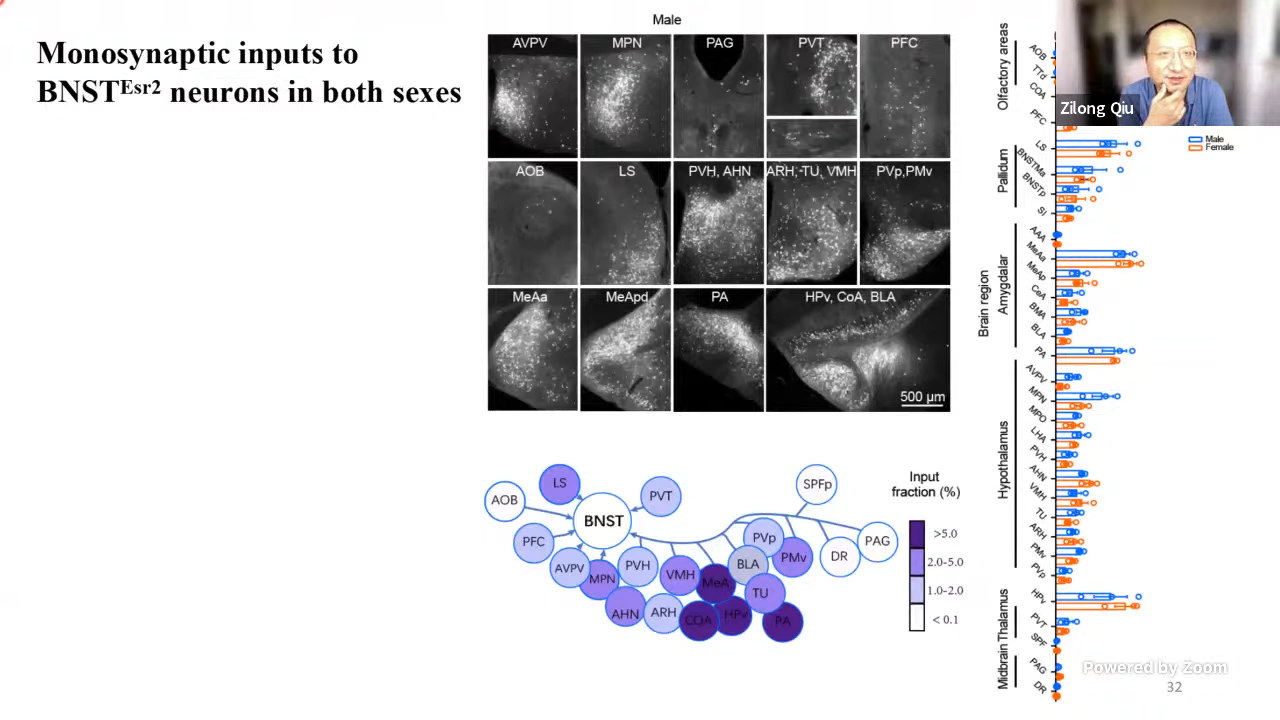 Monosynaptic inputs to
BNSTEsr2 neurons in both sexes
Male
AVPV MPN PAG PVT PFC
AOB LS PVH, AHN ARH, TU, VMH PVp,PMv
MeAa MeApd PA HPv, CoA, BLA
500 μm
AOB
LS
BNST
PVT
SPFp
PFC
AVPV
MPN
PVH
VMH
MeA
BLA
PVp
PMv
DR
PAG
AHN
ARH
COA
HPv
TU
PA
Input
fraction (%)
>5.0
2.0-5.0
1.0-2.0
< 0.1
Zilong Qiu
Male
Female
Brain region
Olfactory areas
AOB
TTd
COA
PFC
Pallidum
LS
BNSTMa
BNSTp
SI
Amygdalar
AAA
MeAa
MeAp
CeA
BMA
BLA
PA
Hypothalamus
AVPV
MPN
MPO
LHA
PVH
AHN
VMH
TU
ARH
PMv
PVp
HPv
Thalamus
PVT
SPF
Midbrain
PAG
DR
Powered by Zoom
32